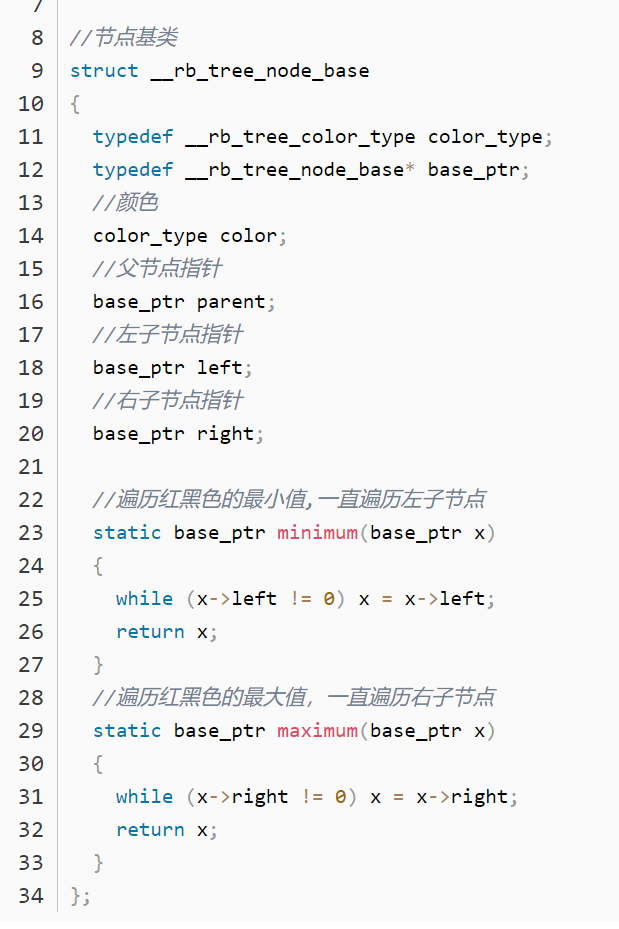 7
8 //节点基类
9 struct __rb_tree_node_base
10 {
11   typedef __rb_tree_color_type color_type;
12   typedef __rb_tree_node_base* base_ptr;
13   //颜色
14   color_type color;
15   //父节点指针
16   base_ptr parent;
17   //左子节点指针
18   base_ptr left;
19   //右子节点指针
20   base_ptr right;
21
22   //遍历红黑色的最小值,一直遍历左子节点
23   static base_ptr minimum(base_ptr x)
24   {
25     while (x->left != 0) x = x->left;
26     return x;
27   }
28   //遍历红黑色的最大值，一直遍历右子节点
29   static base_ptr maximum(base_ptr x)
30   {
31     while (x->right != 0) x = x->right;
32     return x;
33   }
34 };